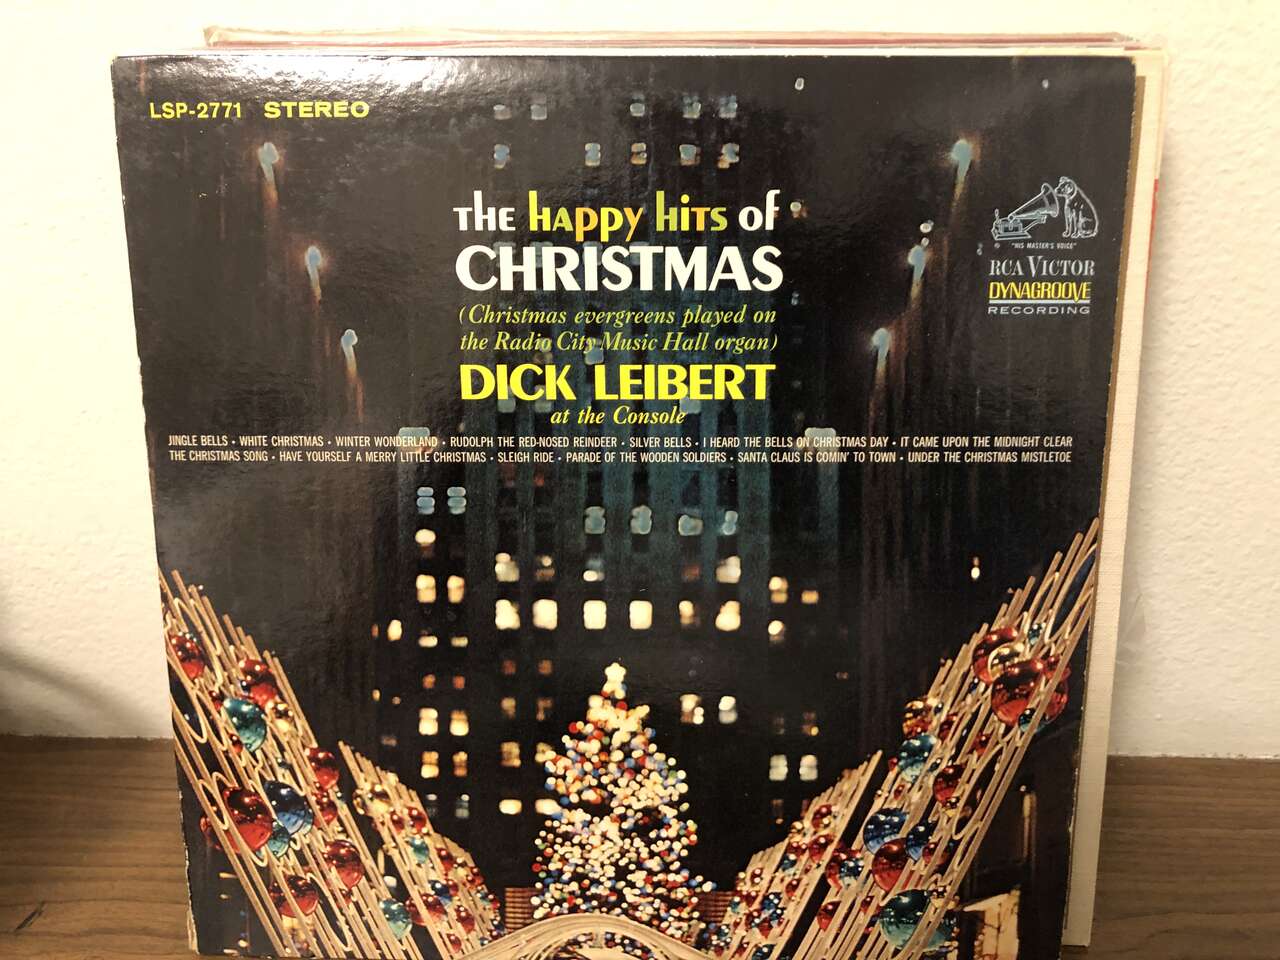 LSP-2771 STEREO
THE HAPPY HITS OF
CHRISTMAS
(Christmas evergreens played on
the Radio City Music Hall organ)
DICK LEIBERT
at the Console
JINGLE BELLS • WHITE CHRISTMAS • WINTER WONDERLAND • RUDOLPH THE RED-NOSED REINDEER • SILVER BELLS • I HEARD THE BELLS ON CHRISTMAS DAY • IT CAME UPON THE MIDNIGHT CLEAR
THE CHRISTMAS SONG • HAVE YOURSELF A MERRY LITTLE CHRISTMAS • SLEIGH RIDE • PARADE OF THE WOODEN SOLDIERS • SANTA CLAUS IS COMIN' TO TOWN • UNDER THE CHRISTMAS MISTLETOE
"HIS MASTER'S VOICE"
RCA VICTOR
DYNAGROOVE
RECORDING